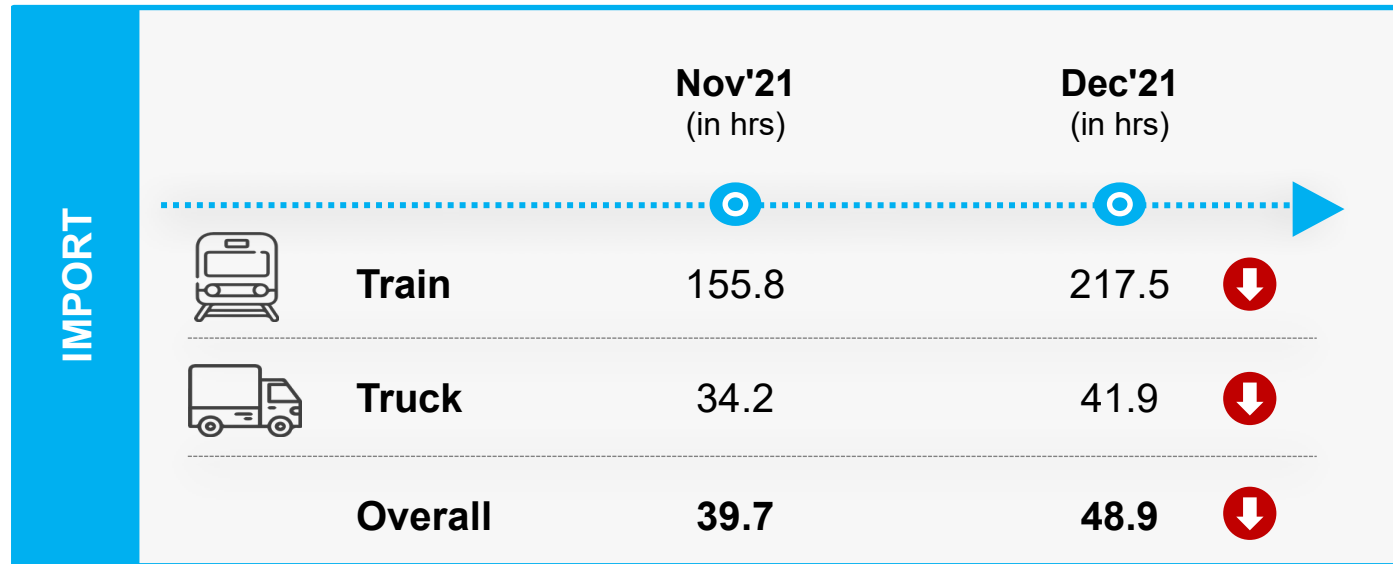 IMPORT
Nov'21 Dec'21
(in hrs) (in hrs)
Train 155.8 217.5
Truck 34.2 41.9
Overall 39.7 48.9